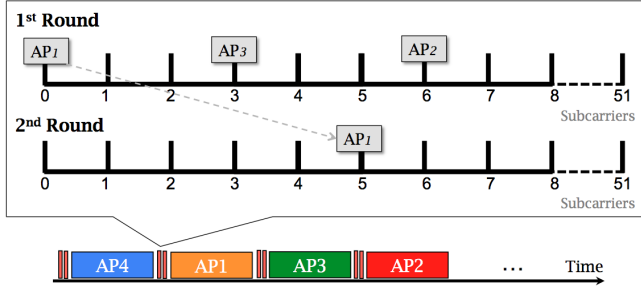 1st Round
AP1 AP3 AP2
0 1 2 3 4 5 6 7 8 51
Subcarriers
2nd Round
AP1
0 1 2 3 4 5 6 7 8 51
Subcarriers
AP4 AP1 AP3 AP2 ... Time